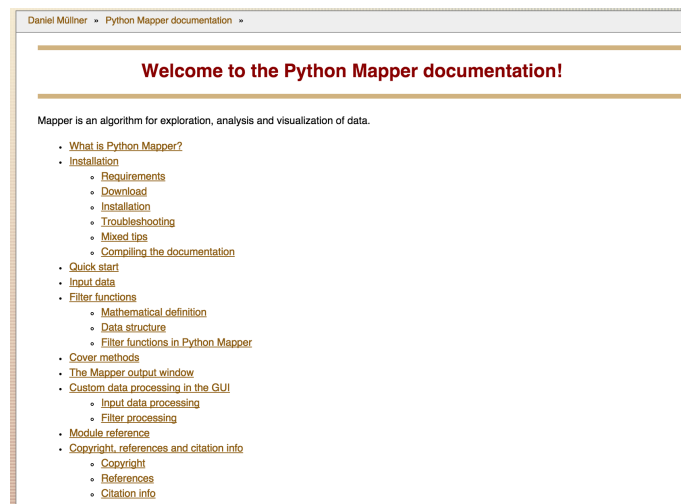 Daniel Müllner » Python Mapper documentation »
Welcome to the Python Mapper documentation!
Mapper is an algorithm for exploration, analysis and visualization of data.
What is Python Mapper?
Installation
Requirements
Download
Installation
Troubleshooting
Mixed tips
Compiling the documentation
Quick start
Input data
Filter functions
Mathematical definition
Data structure
Filter functions in Python Mapper
Cover methods
The Mapper output window
Custom data processing in the GUI
Input data processing
Filter processing
Module reference
Copyright, references and citation info
Copyright
References
Citation info